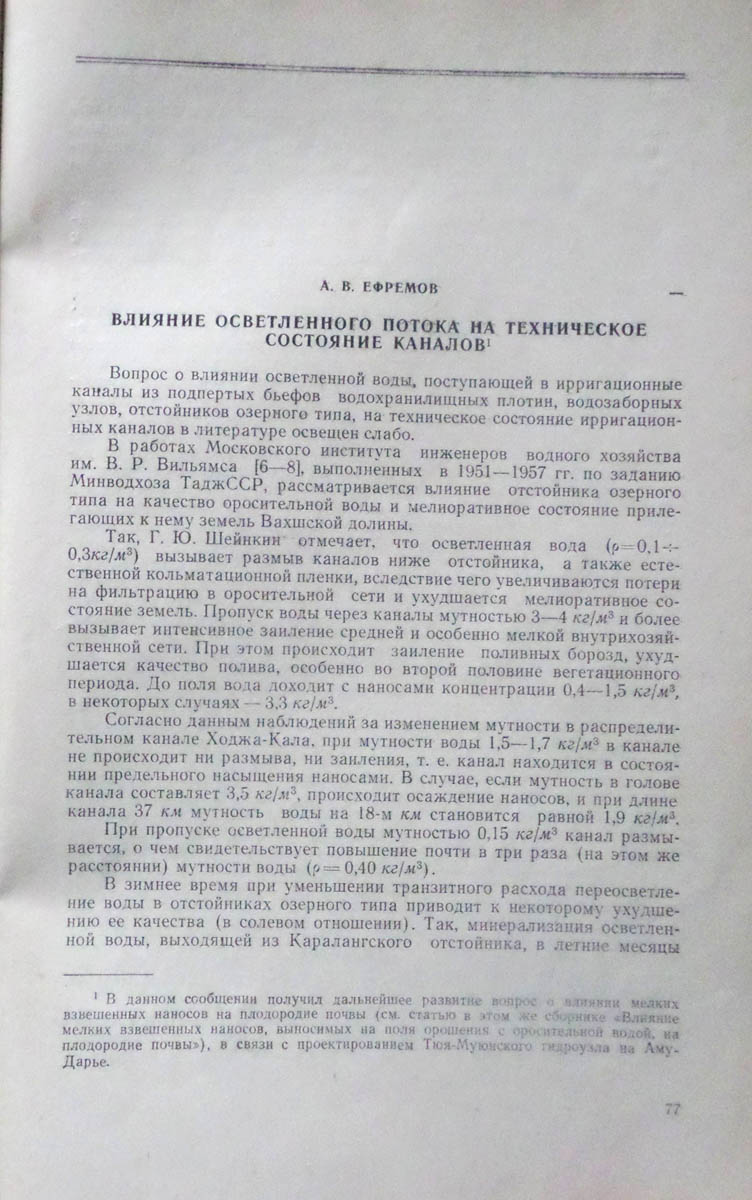 А. В. ЕФРЕМОВ
ВЛИЯНИЕ ОСВЕТЛЕННОГО ПОТОКА НА ТЕХНИЧЕСКОЕ
СОСТОЯНИЕ КАНАЛОВ¹
Вопрос о влиянии осветленной воды, поступающей в ирригационные
каналы из подпертых бьефов водохранилищных плотин, водозаборных
узлов, отстойников озерного типа, на техническое состояние ирригацион-
ных каналов в литературе освещен слабо.
В работах Московского института инженеров водного хозяйства
им. В. Р. Вильямса [6—8], выполненных в 1951—1957 гг. по заданию
Минводхоза ТаджССР, рассматривается влияние отстойника озерного
типа на качество оросительной воды и мелиоративное состояние приле-
гающих к нему земель Вахшской долины.
Так, Г. Ю. Шейнкин отмечает, что осветленная вода (ρ=0,1÷
0,3кг/м³) вызывает размыв каналов ниже отстойника, а также есте-
ственной кольматационной пленки, вследствие чего увеличиваются потери
на фильтрацию в оросительной сети и ухудшается мелиоративное со-
стояние земель. Пропуск воды через каналы мутностью 3—4 кг/м³ и более
вызывает интенсивное заиление средней и особенно мелкой внутрихозяй-
ственной сети. При этом происходит заиление поливных борозд, ухуд-
шается качество полива, особенно во второй половине вегетационного
периода. До поля вода доходит с наносами концентрации 0,4—1,5 кг/м³,
в некоторых случаях — 3,3 кг/м³.
Согласно данным наблюдений за изменением мутности в распредели-
тельном канале Ходжа-Кала, при мутности воды 1,5—1,7 кг/м³ в канале
не происходит ни размыва, ни заиления, т. е. канал находится в состоя-
нии предельного насыщения наносами. В случае, если мутность в голове
канала составляет 3,5 кг/м³, происходит осаждение наносов, и при длине
канала 37 км мутность воды на 18-м км становится равной 1,9 кг/м³.
При пропуске осветленной воды мутностью 0,15 кг/м³ канал размы-
вается, о чем свидетельствует повышение почти в три раза (на этом же
расстоянии) мутности воды (ρ=0,40 кг/м³).
В зимнее время при уменьшении транзитного расхода переосветле-
ние воды в отстойниках озерного типа приводит к некоторому ухудше-
нию ее качества (в солевом отношении). Так, минерализация осветлен-
ной воды, выходящей из Каралангского отстойника, в летние месяцы
¹ В данном сообщении получил дальнейшее развитие вопрос о влиянии мелких
взвешенных наносов на плодородие почвы (см. статью в этом же сборнике «Влияние
мелких взвешенных наносов, выносимых на поля орошения с оросительной водой, на
плодородие почвы»), в связи с проектированием Тюя-Муюнского гидроузла на Аму-
Дарье.
77